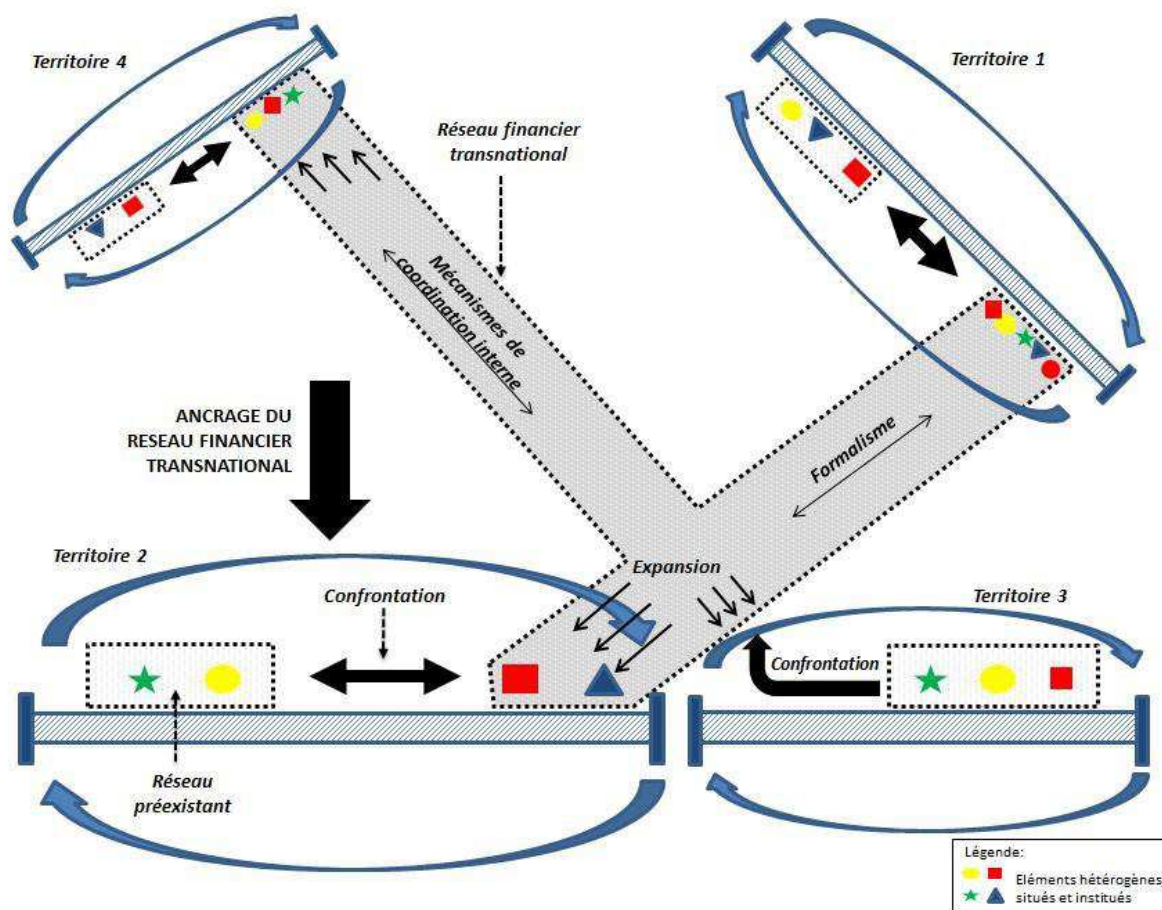 Territoire 4
Territoire 1
Réseau financier
transnational
Mécanismes de
coordination interne
ANCRAGE DU
RESEAU FINANCIER
TRANSNATIONAL
Formalisme
Territoire 2
Expansion
Confrontation
Territoire 3
Confrontation
Réseau
préexistant
Légende:
Eléments hétérogènes
situés et institués